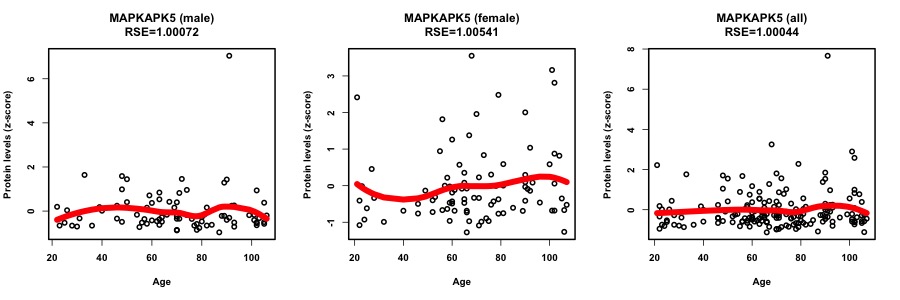 MAPKAPK5 (male)
RSE=1.00072
Protein levels (z-score)
6
4
2
0
20 40 60 80 100
Age
MAPKAPK5 (female)
RSE=1.00541
Protein levels (z-score)
3
2
1
0
-1
20 40 60 80 100
Age
MAPKAPK5 (all)
RSE=1.00044
Protein levels (z-score)
8
6
4
2
0
20 40 60 80 100
Age